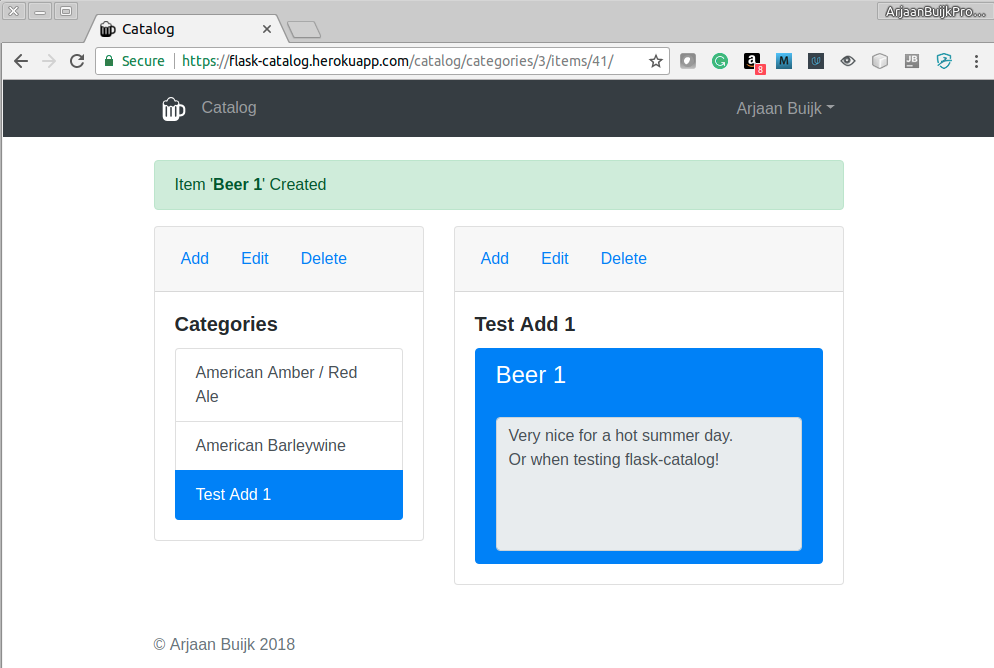 ArjaanBuijkPro...
Catalog
Secure
https://flask-catalog.herokuapp.com/catalog/categories/3/items/41/
G
a
8
M
U
JB
Catalog
Arjaan Buijk
Item 'Beer 1' Created
Add Edit Delete
Categories
American Amber / Red
Ale
American Barleywine
Test Add 1
Add Edit Delete
Test Add 1
Beer 1
Very nice for a hot summer day.
Or when testing flask-catalog!
© Arjaan Buijk 2018